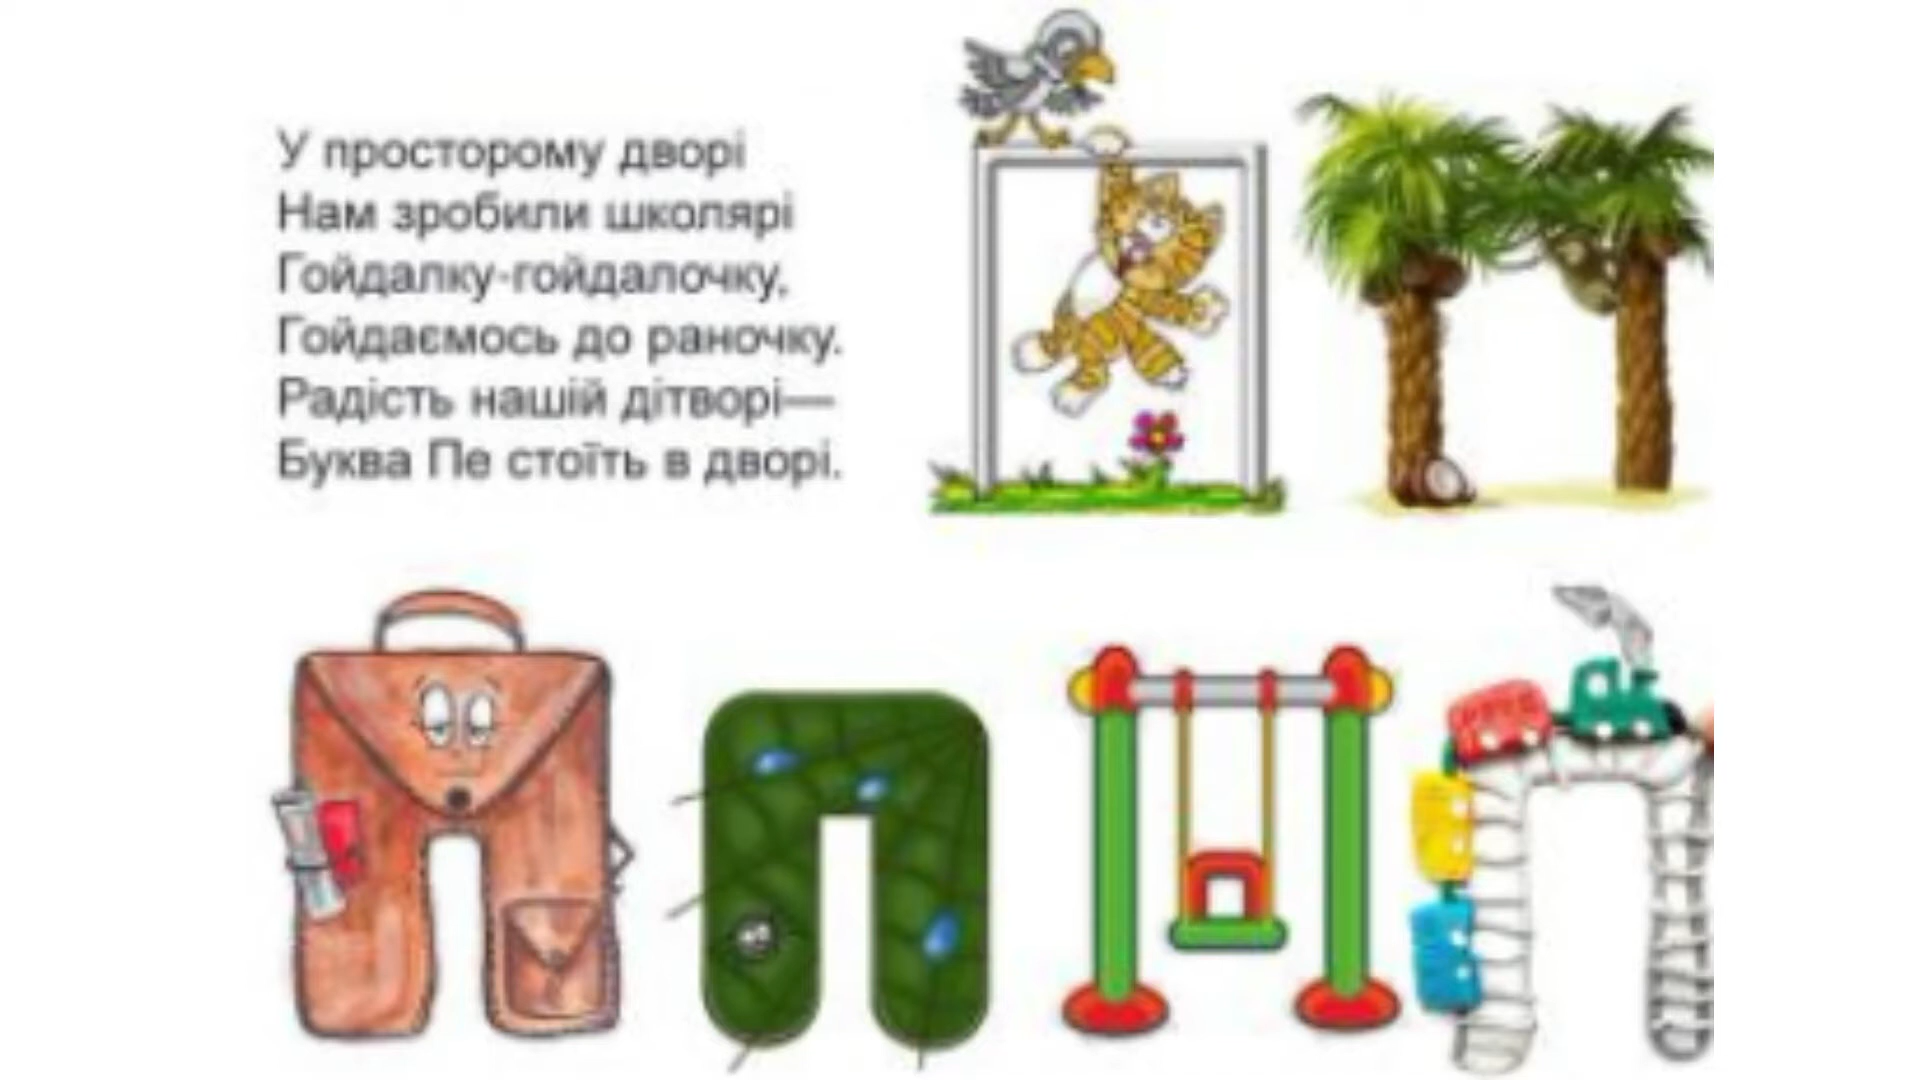 У просторому дворі
Нам зробили школярі
Гойдалку-гойдалочку,
Гойдаємось до раночку.
Радість нашій дітворі—
Буква Пе стоїть в дворі.